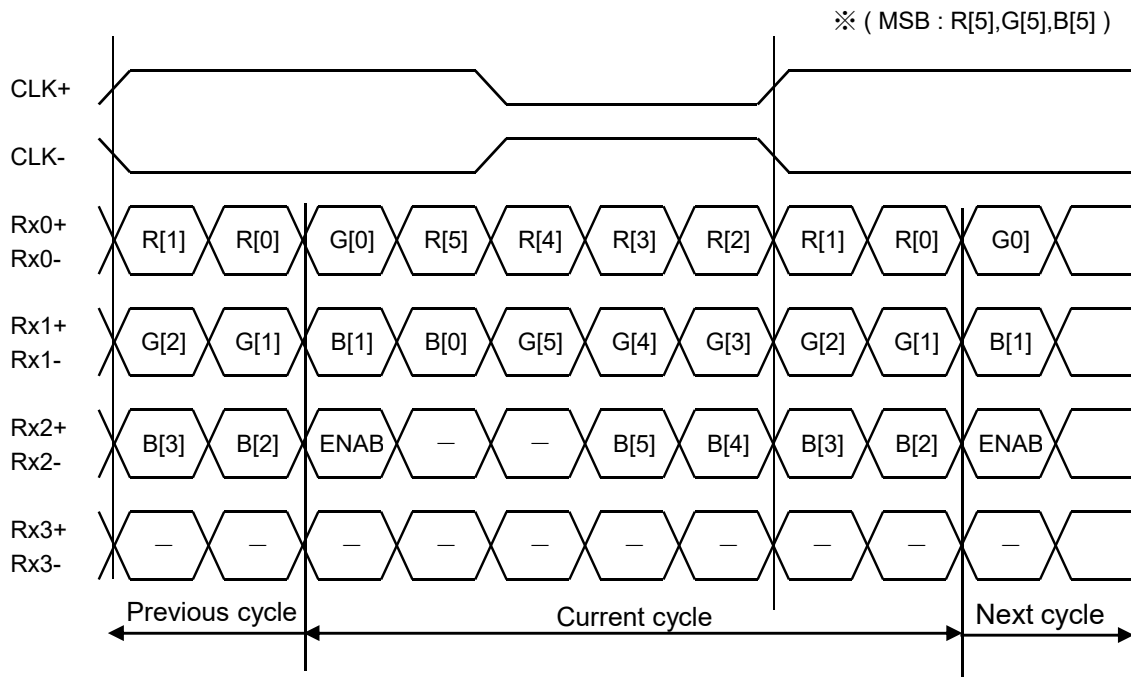 ※ ( MSB : R[5],G[5],B[5] )
CLK+
CLK-
Rx0+
Rx0-
R[1] R[0] G[0] R[5] R[4] R[3] R[2] R[1] R[0] G0]
Rx1+
Rx1-
G[2] G[1] B[1] B[0] G[5] G[4] G[3] G[2] G[1] B[1]
Rx2+
Rx2-
B[3] B[2] ENAB － － B[5] B[4] B[3] B[2] ENAB
Rx3+
Rx3-
－ － － － － － － － － －
Previous cycle Current cycle Next cycle